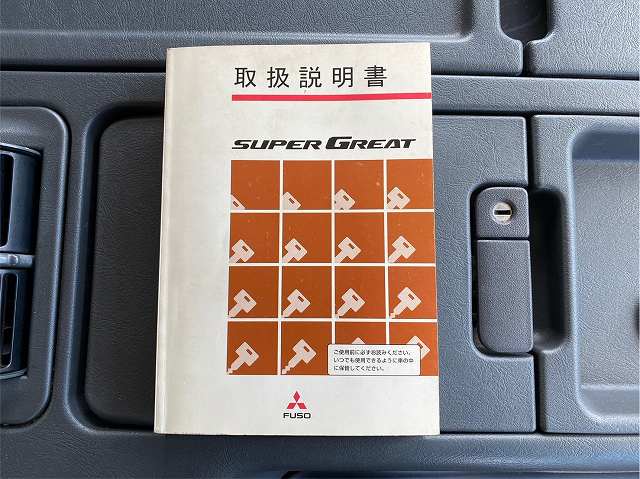 取扱説明書
SUPER GREAT
ご使用前に必ずお読みください。
いつでも使用できるように車の中
に保管してください。
FUSO